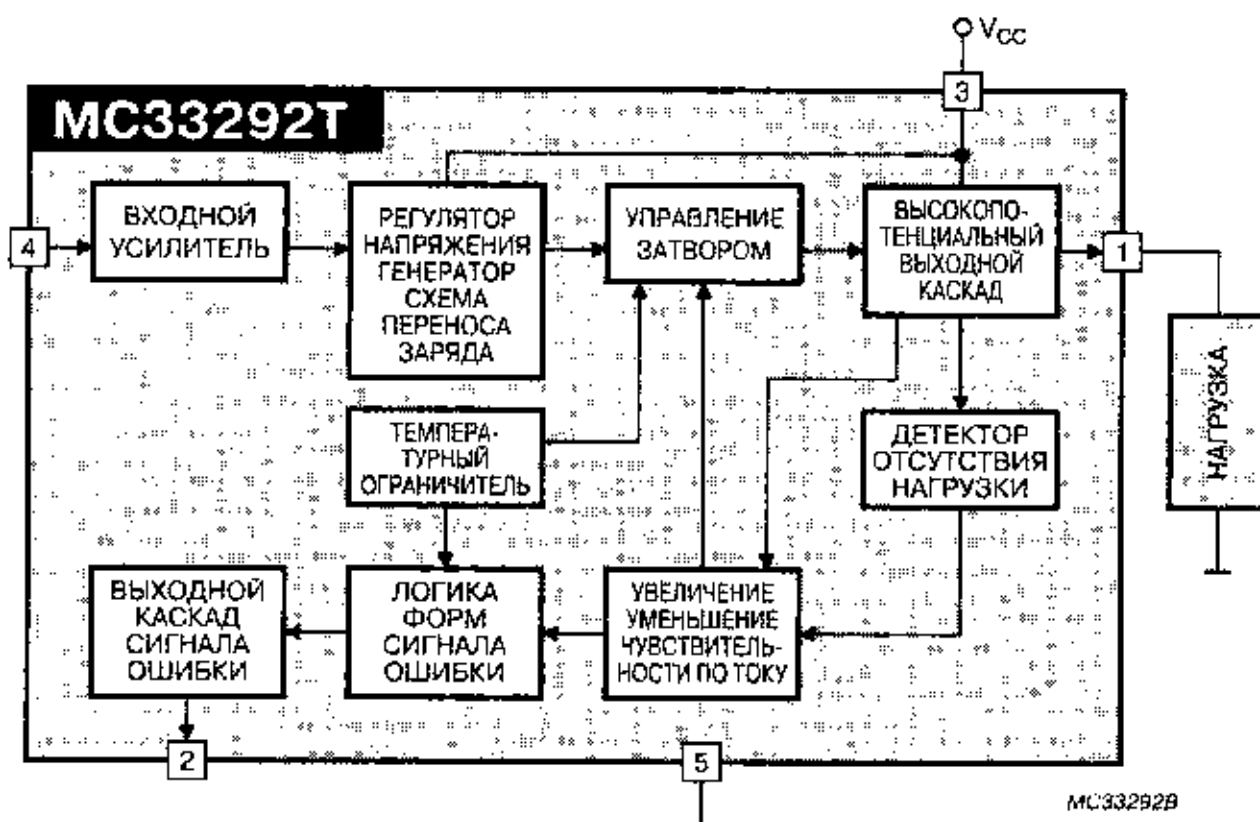 VCC
3
MC33292T
4
ВХОДНОЙ
УСИЛИТЕЛЬ
РЕГУЛЯТОР
НАПРЯЖЕНИЯ
ГЕНЕРАТОР
СХЕМА
ПЕРЕНОСА
ЗАРЯДА
УПРАВЛЕНИЕ
ЗАТВОРОМ
ВЫСОКОПО-
ТЕНЦИАЛЬНЫЙ
ВЫХОДНОЙ
КАСКАД
1
НАГРУЗКА
ТЕМПЕРА-
ТУРНЫЙ
ОГРАНИЧИТЕЛЬ
ДЕТЕКТОР
ОТСУТСТВИЯ
НАГРУЗКИ
ВЫХОДНОЙ
КАСКАД
СИГНАЛА
ОШИБКИ
ЛОГИКА
ФОРМ
СИГНАЛА
ОШИБКИ
УВЕЛИЧЕНИЕ
УМЕНЬШЕНИЕ
ЧУВСТВИТЕЛЬ-
НОСТИ ПО ТОКУ
2
5
MC33292B